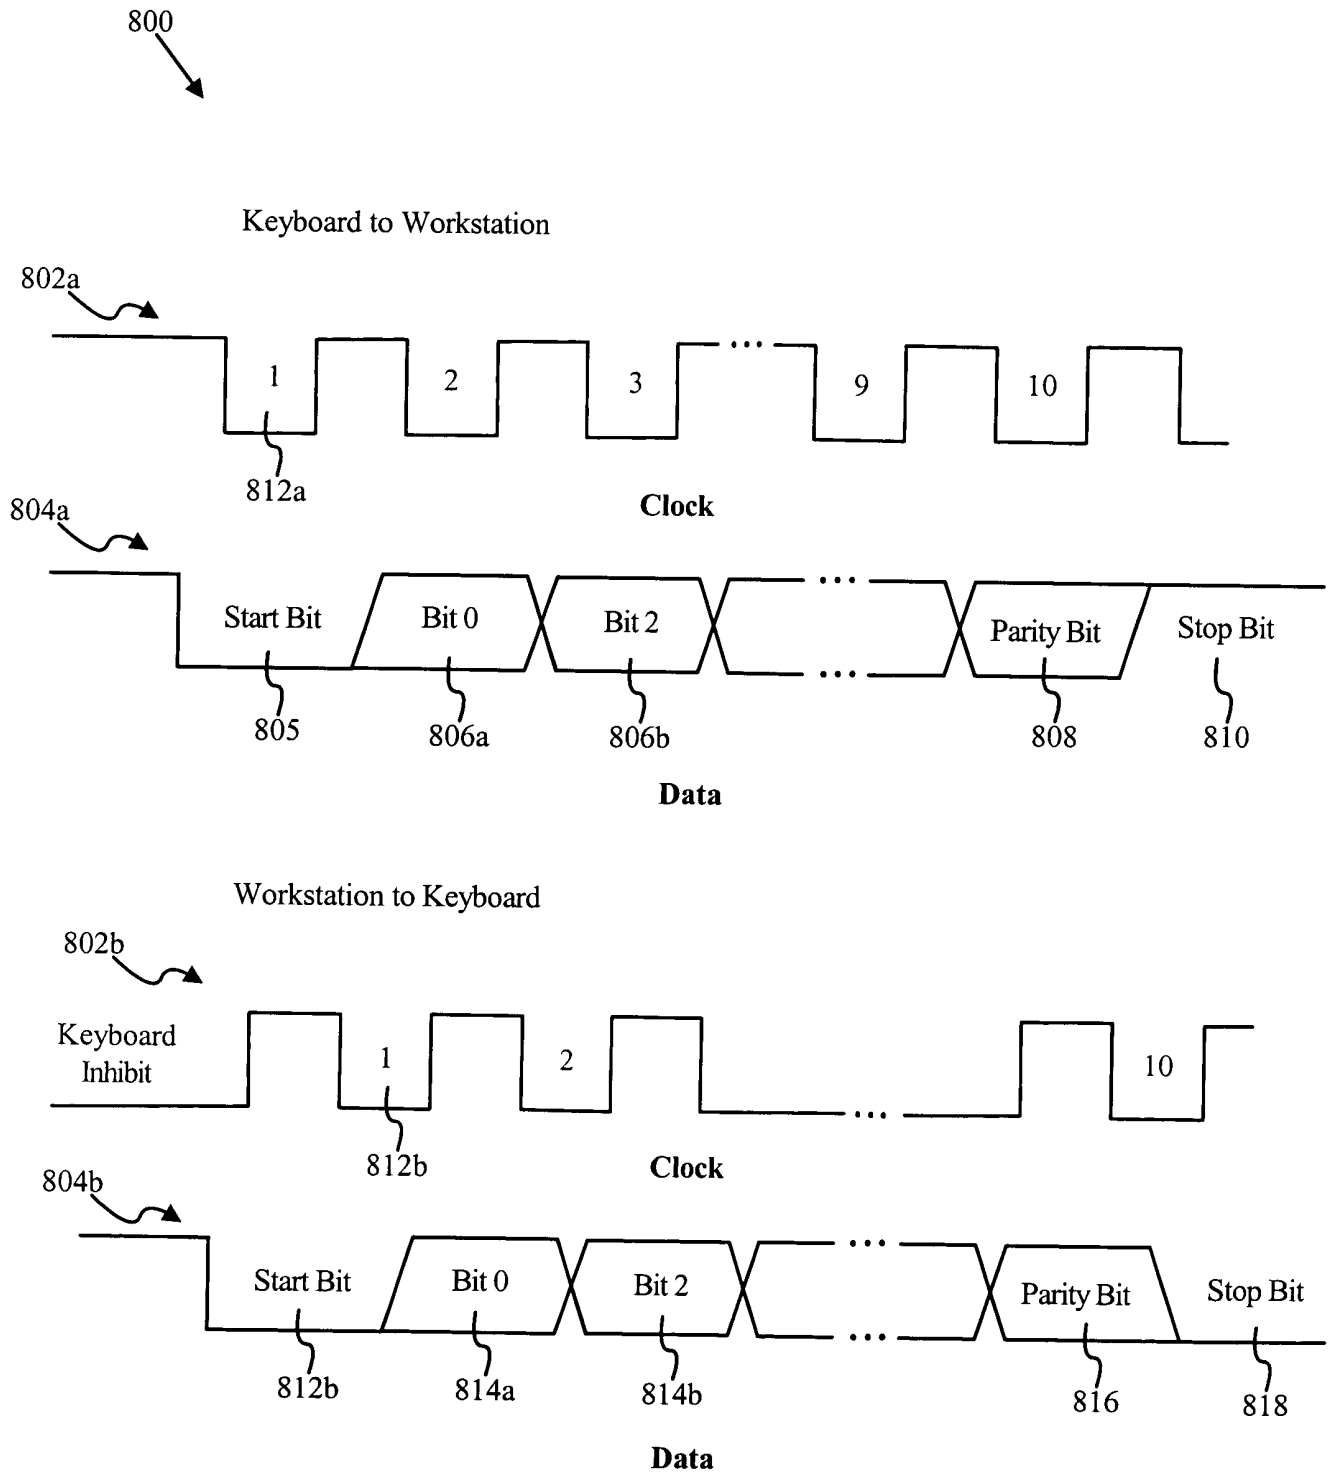 800
Keyboard to Workstation
802a
1 2 3 ... 9 10
812a
Clock
804a
Start Bit Bit 0 Bit 2 ... Parity Bit Stop Bit
...
805 806a 806b 808 810
Data
Workstation to Keyboard
802b
Keyboard
Inhibit
1 2 ... 10
812b
Clock
804b
Start Bit Bit 0 Bit 2 ... Parity Bit Stop Bit
...
812b 814a 814b 816 818
Data